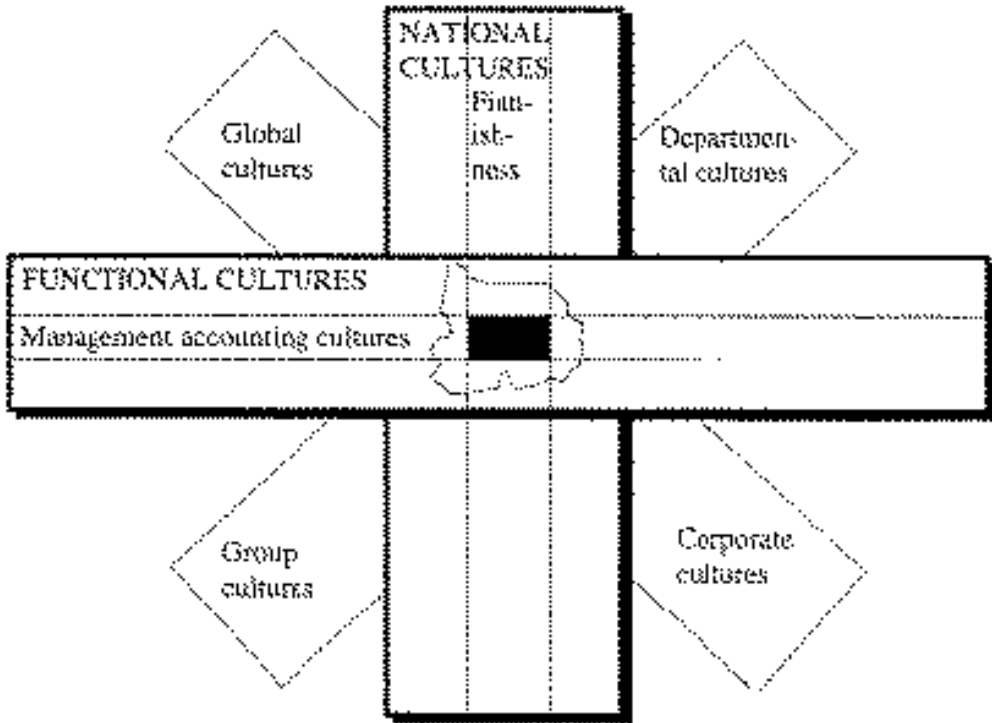 NATIONAL
CULTURES
Finn-
ish-
ness
Global
cultures
Departmen-
tal cultures
FUNCTIONAL CULTURES
Management accounting cultures
Group
cultures
Corporate
cultures